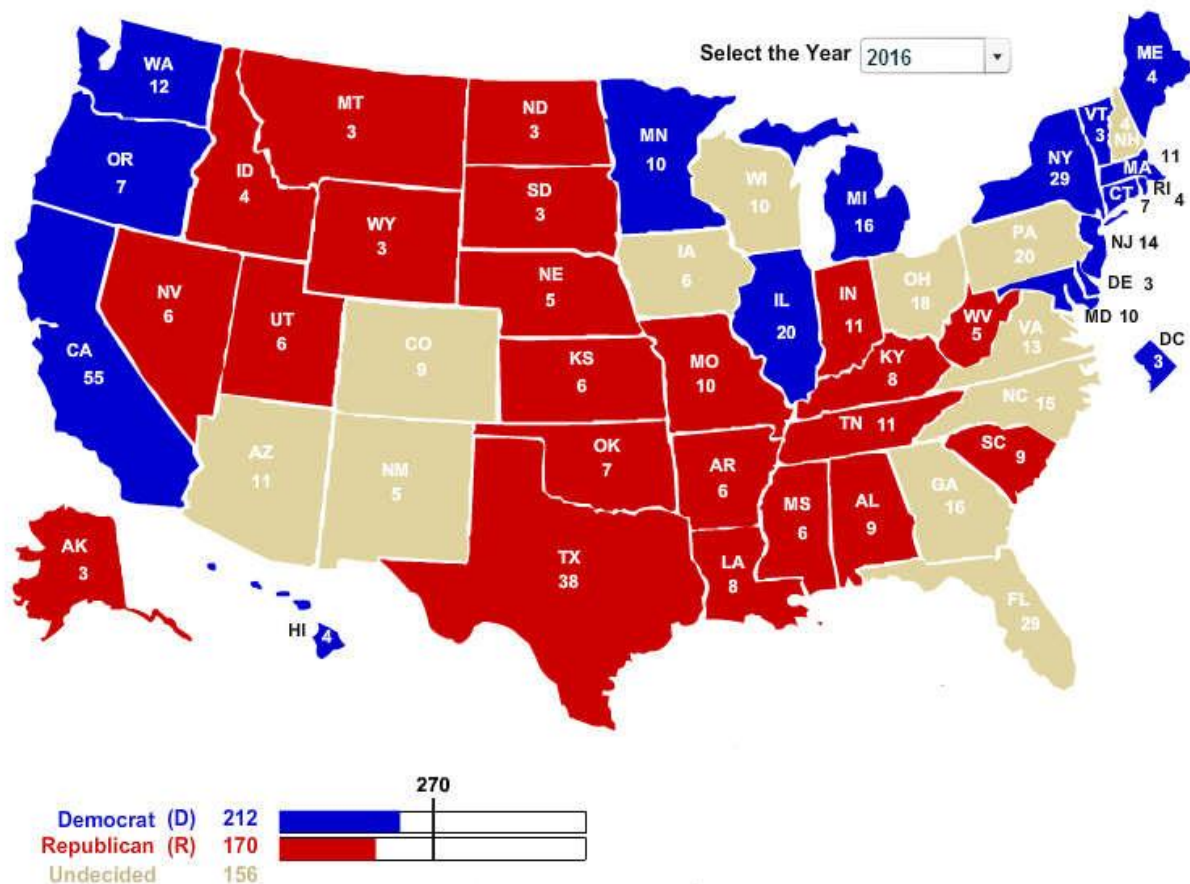 Select the Year 2016
WA
12
OR
7
CA
55
NV
6
ID
4
MT
3
WY
3
UT
6
CO
9
AZ
11
NM
5
ND
3
SD
3
NE
5
KS
6
OK
7
TX
38
MN
10
IA
6
MO
10
AR
6
LA
8
WI
10
IL
20
MI
16
IN
11
OH
18
KY
8
TN 11
MS
6
AL
9
GA
16
FL
29
SC 9
NC 15
VA
13
WV
5
PA
20
NY
29
VT
3
4
NH
ME
4
MA
11
RI
4
CT
7
NJ 14
DE 3
MD 10
DC
3
AK
3
HI
4
270
Democrat (D) 212
Republican (R) 170
Undecided 156